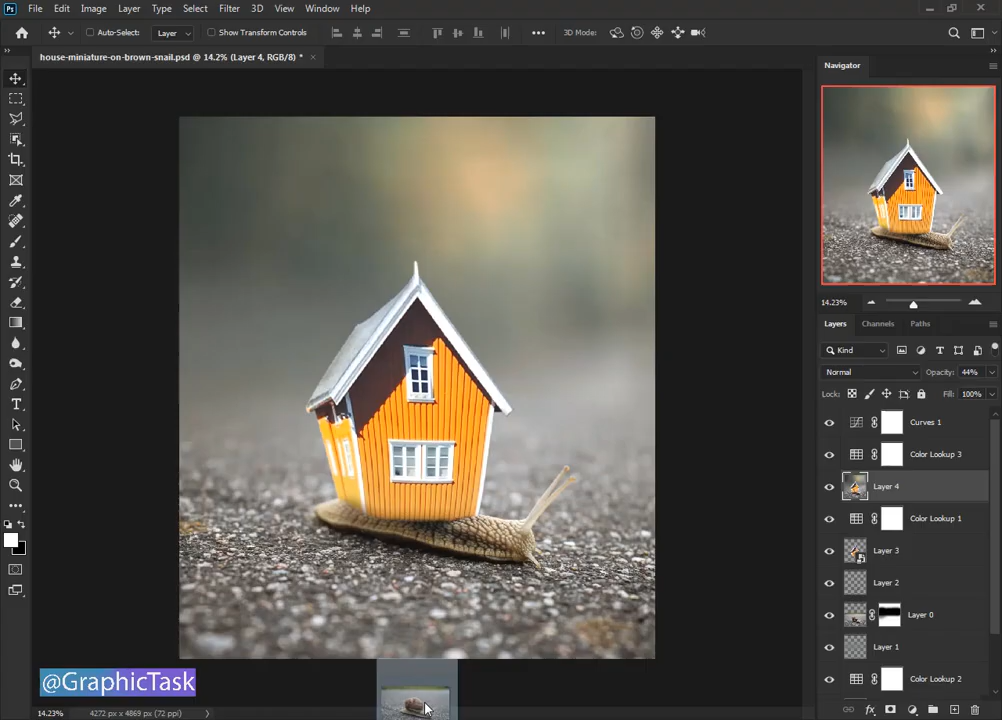 Ps File Edit Image Layer Type Select Filter 3D View Window Help
Auto-Select: Layer Show Transform Controls 3D Mode:
house-miniature-on-brown-snail.psd @ 14.2% (Layer 4, RGB/8) *
Navigator
14.23%
Layers Channels Paths
Kind
Normal Opacity: 44%
Lock: Fill: 100%
Curves 1
Color Lookup 3
Layer 4
Color Lookup 1
Layer 3
Layer 2
Layer 0
Layer 1
Color Lookup 2
@GraphicTask
14.23% 4272 px x 4869 px (72 ppi)